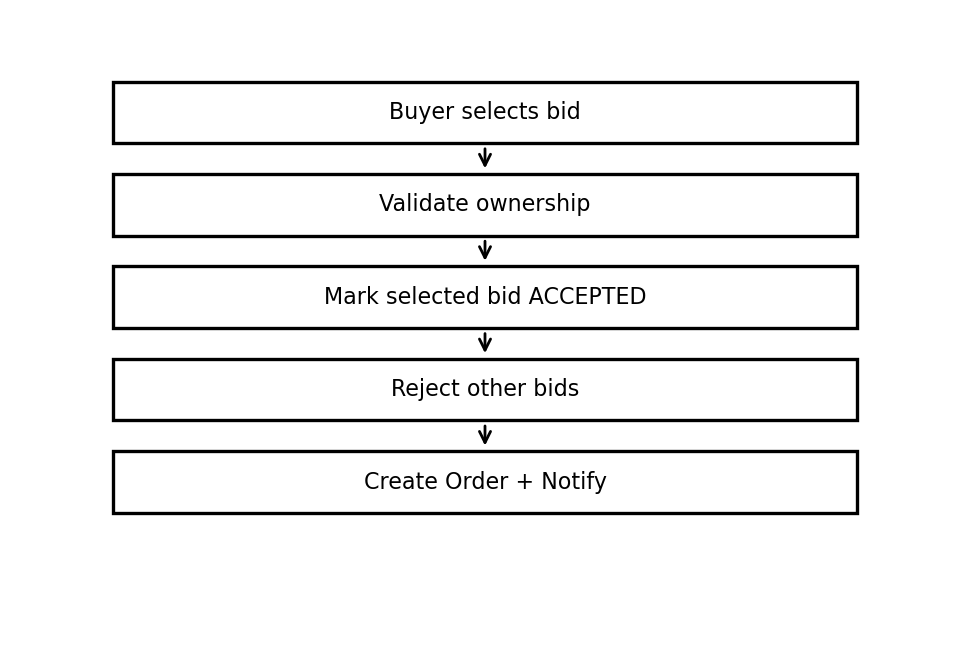 Buyer selects bid
Validate ownership
Mark selected bid ACCEPTED
Reject other bids
Create Order + Notify